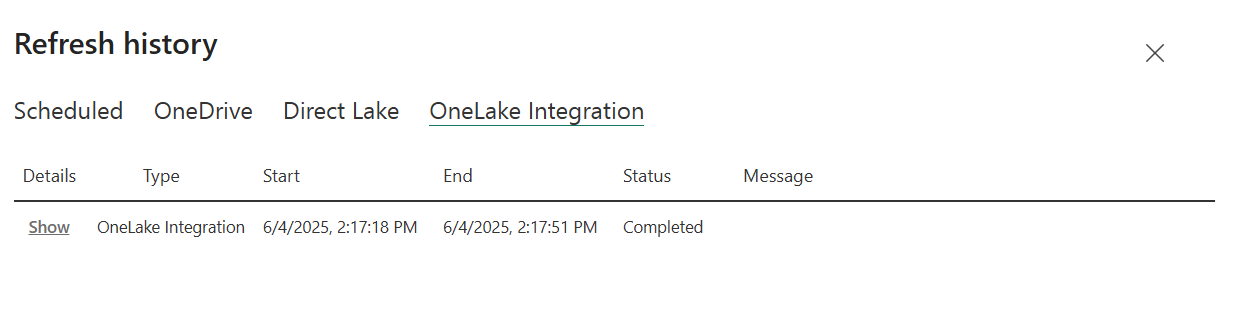 Refresh history
Scheduled OneDrive Direct Lake OneLake Integration
Details Type Start End Status Message
Show OneLake Integration 6/4/2025, 2:17:18 PM 6/4/2025, 2:17:51 PM Completed